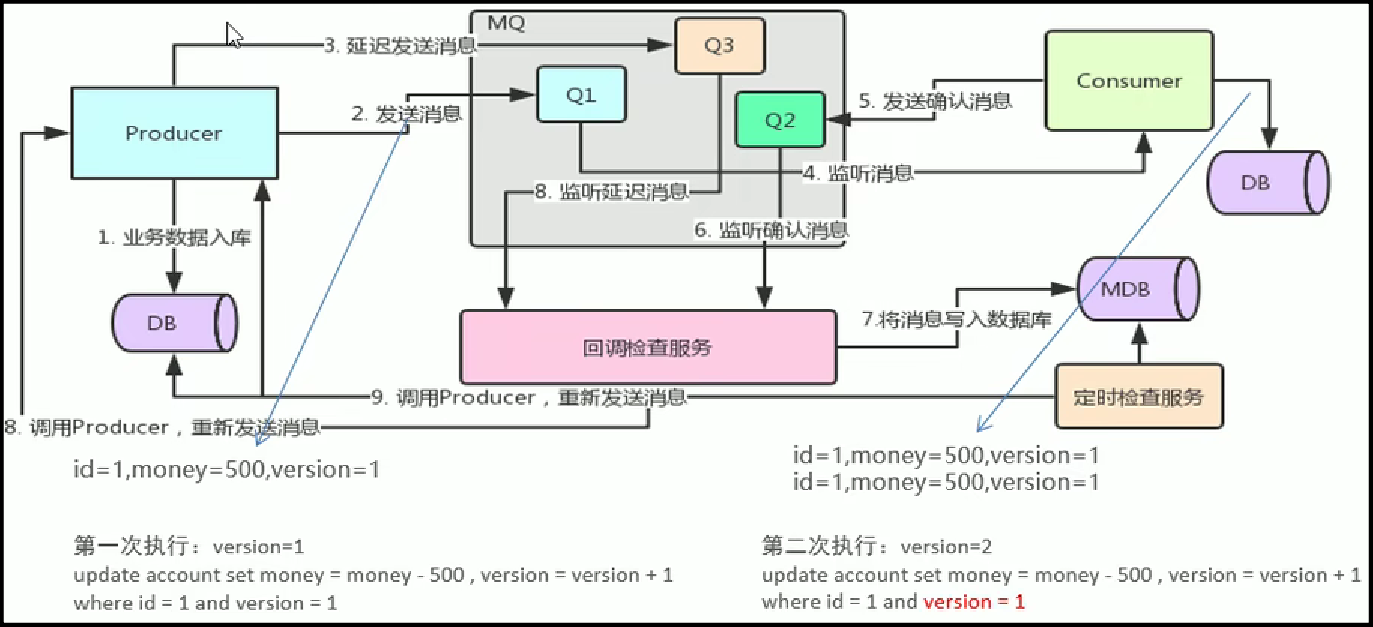 MQ
3. 延迟发送消息
Q3
Q1
Consumer
2. 发送消息
5. 发送确认消息
Producer
Q2
4. 监听消息
DB
8. 监听延迟消息
6. 监听确认消息
1. 业务数据入库
MDB
DB
7.将消息写入数据库
回调检查服务
9. 调用Producer，重新发送消息
定时检查服务
8. 调用Producer，重新发送消息
id=1,money=500,version=1
id=1,money=500,version=1
id=1,money=500,version=1
第一次执行：version=1
update account set money = money - 500 , version = version + 1
where id = 1 and version = 1
第二次执行：version=2
update account set money = money - 500 , version = version + 1
where id = 1 and version = 1